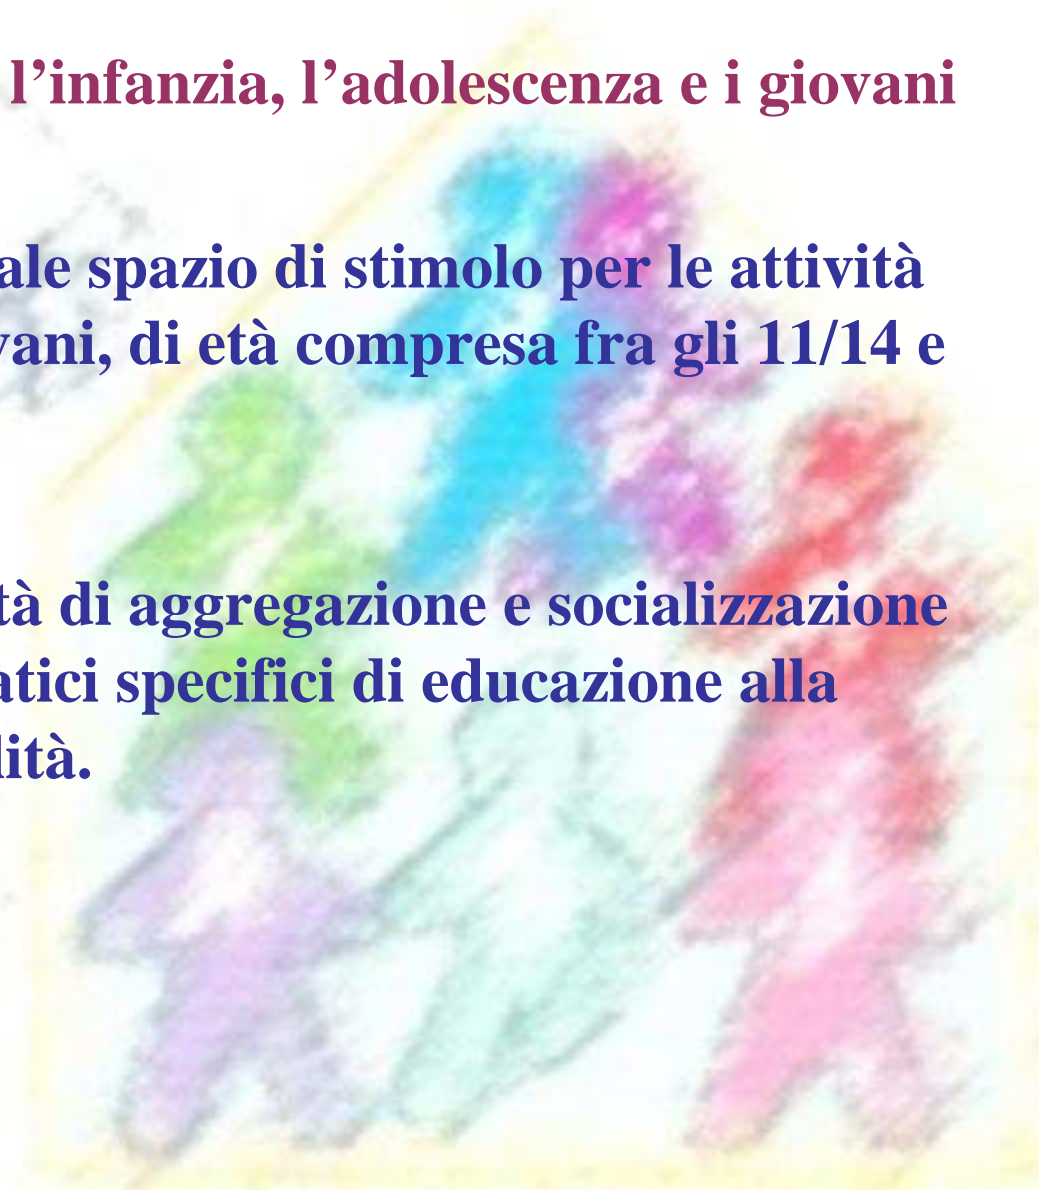 l’infanzia, l’adolescenza e i giovani
ale spazio di stimolo per le attività
vani, di età compresa fra gli 11/14 e
tà di aggregazione e socializzazione
atici specifici di educazione alla
lità.